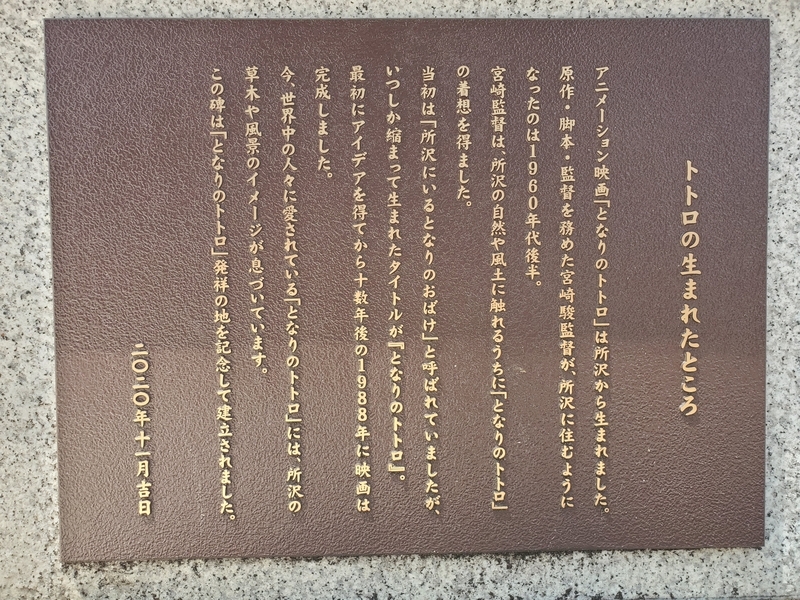 トトロの生まれたところ
アニメーション映画「となりのトトロ」は所沢から生まれました。
原作・脚本・監督を務めた宮崎駿監督が、所沢に住むように
なったのは1960年代後半。
宮崎監督は、所沢の自然や風土に触れるうちに「となりのトトロ」
の着想を得ました。
当初は「所沢にいるとなりのおばけ」と呼ばれていましたが、
いつしか縮まって生まれたタイトルが『となりのトトロ』。
最初にアイデアを得てから十数年後の1988年に映画は
完成しました。
今、世界中の人々に愛されている「となりのトトロ」には、所沢の
草木や風景のイメージが息づいています。
この碑は「となりのトトロ」発祥の地を記念して建立されました。
二〇二〇年十一月吉日